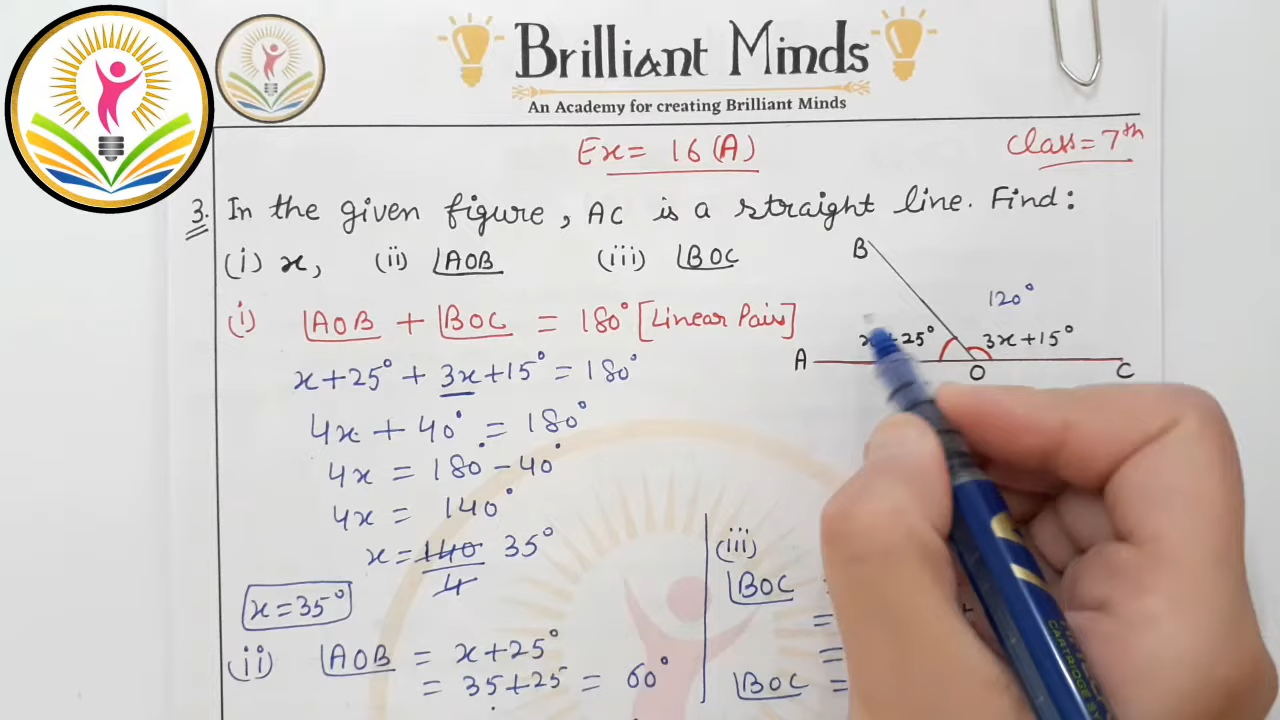 Brilliant Minds
An Academy for creating Brilliant Minds
Ex= 16(A)
Class= 7th
3. In the given figure, AC is a straight line. Find:
(i) x, (ii) ∠AOB (iii) ∠BOC
B
120°
+25°
3x+15°
A
O
C
(i) ∠AOB + ∠BOC = 180° [Linear Pair]
x+25° + 3x+15° = 180°
4x + 40° = 180°
4x = 180° - 40°
4x = 140°
x = 140/4 35°
x = 35°
(ii) ∠AOB = x+25°
= 35+25 = 60°
(iii)
∠BOC =
=
=
∠BOC =